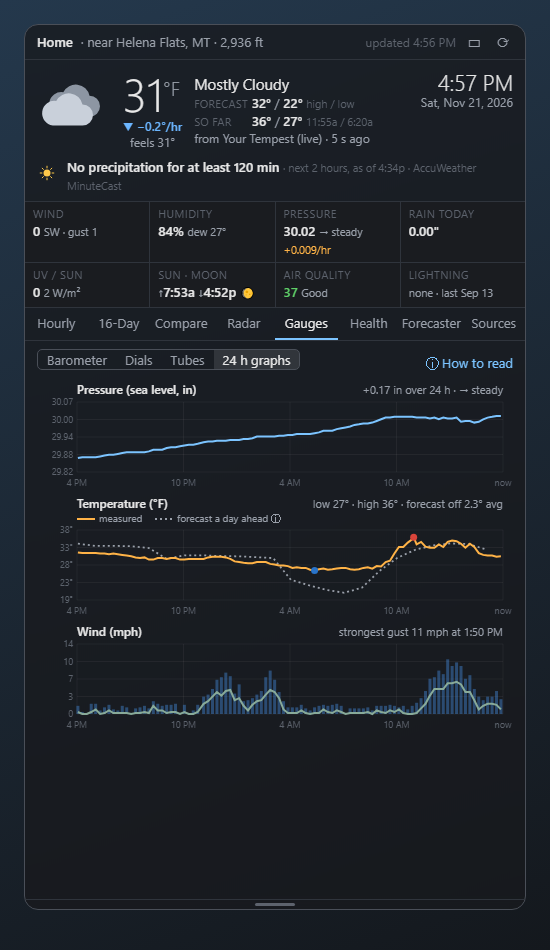 Home · near Helena Flats, MT · 2,936 ft updated 4:56 PM
31°F
▼ −0.2°/hr
feels 31°
Mostly Cloudy
FORECAST 32° / 22° high / low
SO FAR 36° / 27° 11:55a / 6:20a
from Your Tempest (live) · 5 s ago
4:57 PM
Sat, Nov 21, 2026
No precipitation for at least 120 min · next 2 hours, as of 4:34p · AccuWeather
MinuteCast
WIND HUMIDITY PRESSURE RAIN TODAY
0 SW · gust 1 84% dew 27° 30.02 → steady 0.00"
+0.009/hr
UV / SUN SUN · MOON AIR QUALITY LIGHTNING
0 2 W/m² ↑7:53a ↓4:52p 37 Good none · last Sep 13
Hourly 16-Day Compare Radar Gauges Health Forecaster Sources
Barometer Dials Tubes 24 h graphs ⓘ How to read
Pressure (sea level, in) +0.17 in over 24 h · → steady
30.07
30.00
29.94
29.88
29.82
4 PM 10 PM 4 AM 10 AM now
Temperature (°F) low 27° · high 36° · forecast off 2.3° avg
measured forecast a day ahead ⓘ
38°
33°
28°
23°
19°
4 PM 10 PM 4 AM 10 AM now
Wind (mph) strongest gust 11 mph at 1:50 PM
14
10
7
3
0
4 PM 10 PM 4 AM 10 AM now